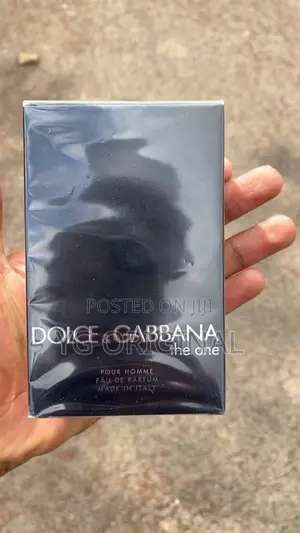 POSTED ON JIJI
DOLCE & GABBANA
YG ORIGINAL
the one
POUR HOMME
EAU DE PARFUM
MADE IN ITALY